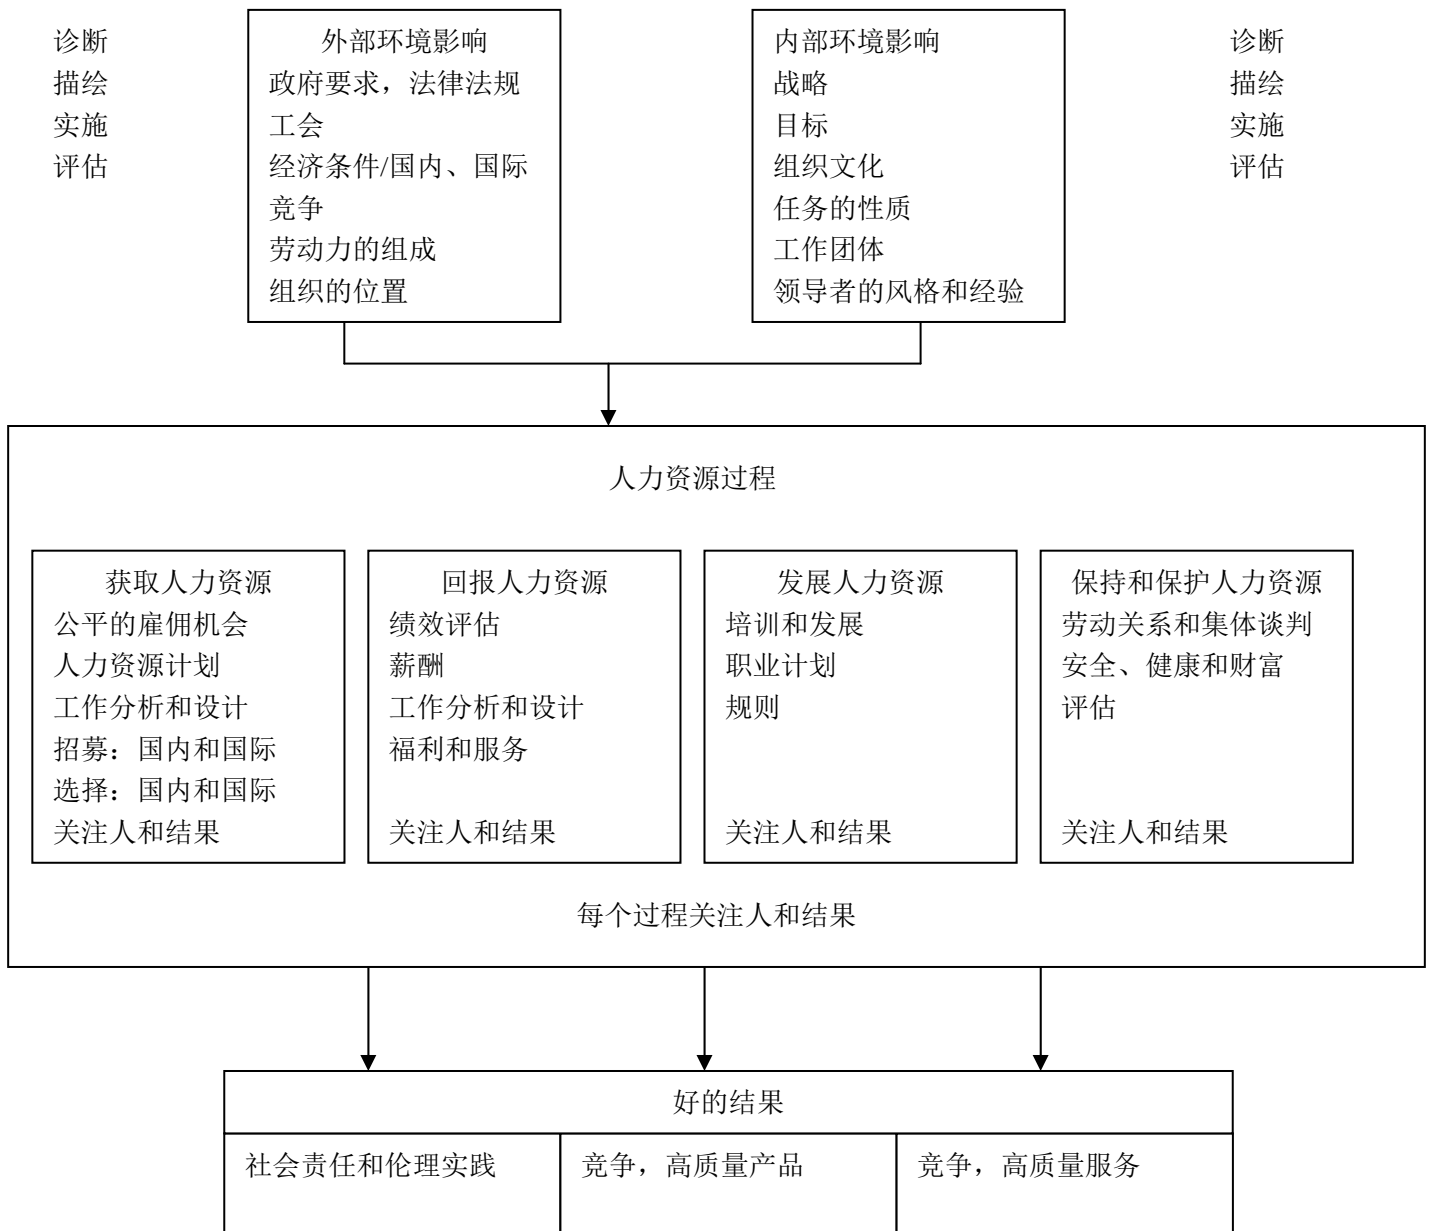 诊断
描绘
实施
评估
外部环境影响
政府要求，法律法规
工会
经济条件/国内、国际
竞争
劳动力的组成
组织的位置
内部环境影响
战略
目标
组织文化
任务的性质
工作团体
领导者的风格和经验
诊断
描绘
实施
评估
人力资源过程
获取人力资源
公平的雇佣机会
人力资源计划
工作分析和设计
招募：国内和国际
选择：国内和国际
关注人和结果
回报人力资源
绩效评估
薪酬
工作分析和设计
福利和服务
关注人和结果
发展人力资源
培训和发展
职业计划
规则
关注人和结果
保持和保护人力资源
劳动关系和集体谈判
安全、健康和财富
评估
关注人和结果
每个过程关注人和结果
好的结果
社会责任和伦理实践
竞争，高质量产品
竞争，高质量服务